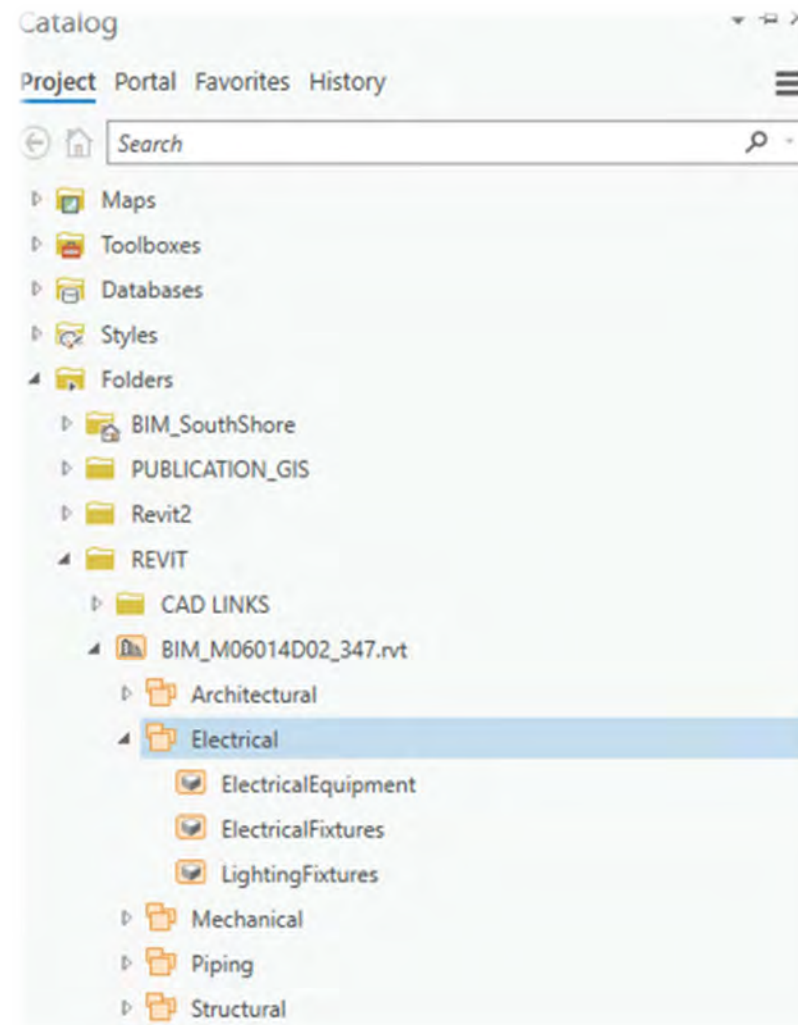 Catalog
Project Portal Favorites History
Search
Maps
Toolboxes
Databases
Styles
Folders
BIM_SouthShore
PUBLICATION_GIS
Revit2
REVIT
CAD LINKS
BIM_M06014D02_347.rvt
Architectural
Electrical
ElectricalEquipment
ElectricalFixtures
LightingFixtures
Mechanical
Piping
Structural